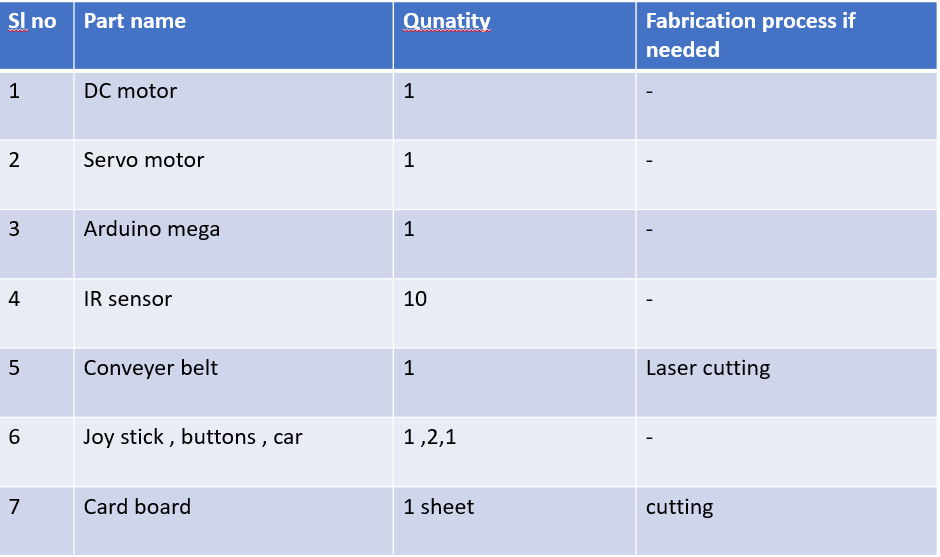 Sl no Part name Qunatity Fabrication process if
needed
1 DC motor 1 -
2 Servo motor 1 -
3 Arduino mega 1 -
4 IR sensor 10 -
5 Conveyer belt 1 Laser cutting
6 Joy stick , buttons , car 1 ,2,1 -
7 Card board 1 sheet cutting